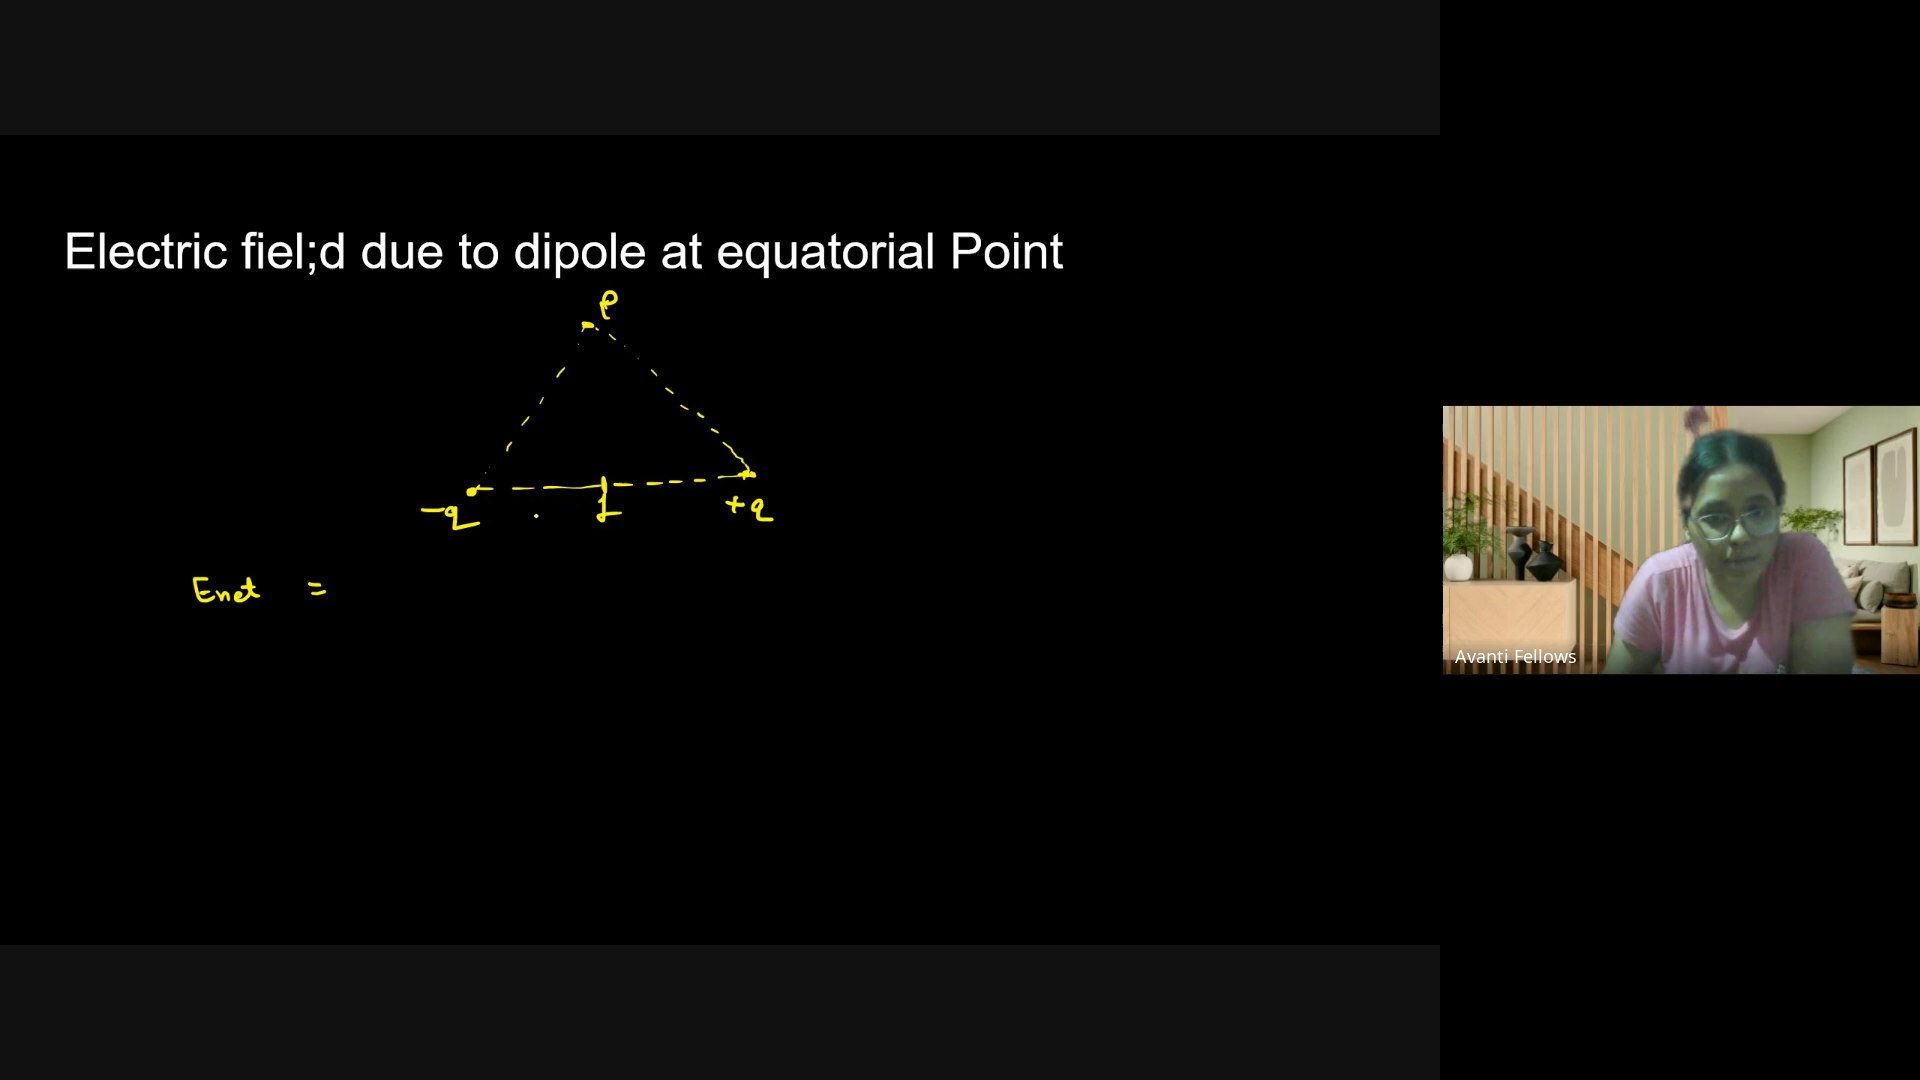 Electric fiel;d due to dipole at equatorial Point
P
-q
+q
Enet =
Avanti Fellows